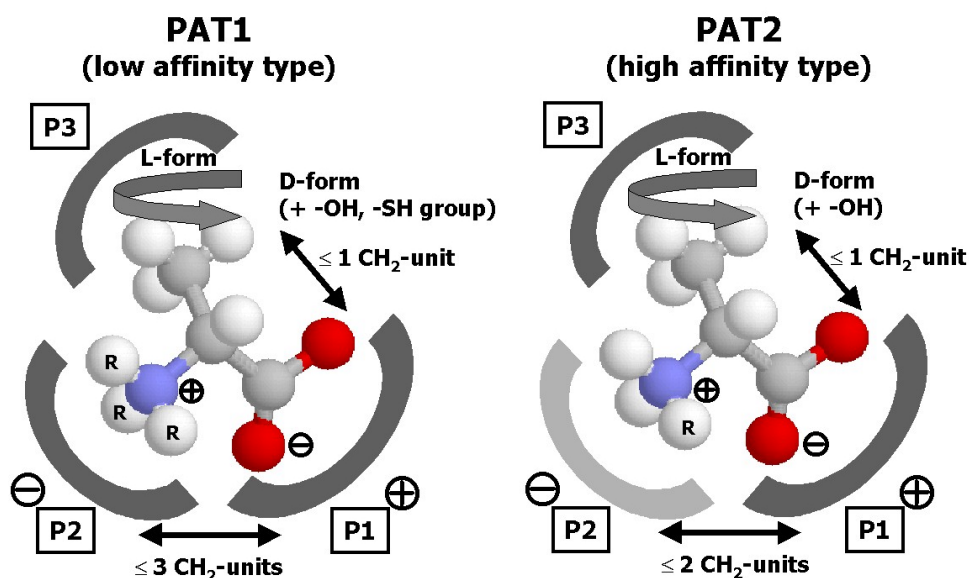 PAT1
(low affinity type)
P3
L-form
D-form
(+ -OH, -SH group)
≤ 1 CH₂-unit
R
R
R
⊕
⊖
⊖
P2
P1
⊕
≤ 3 CH₂-units
PAT2
(high affinity type)
P3
L-form
D-form
(+ -OH)
≤ 1 CH₂-unit
R
⊕
⊖
⊖
P2
P1
⊕
≤ 2 CH₂-units